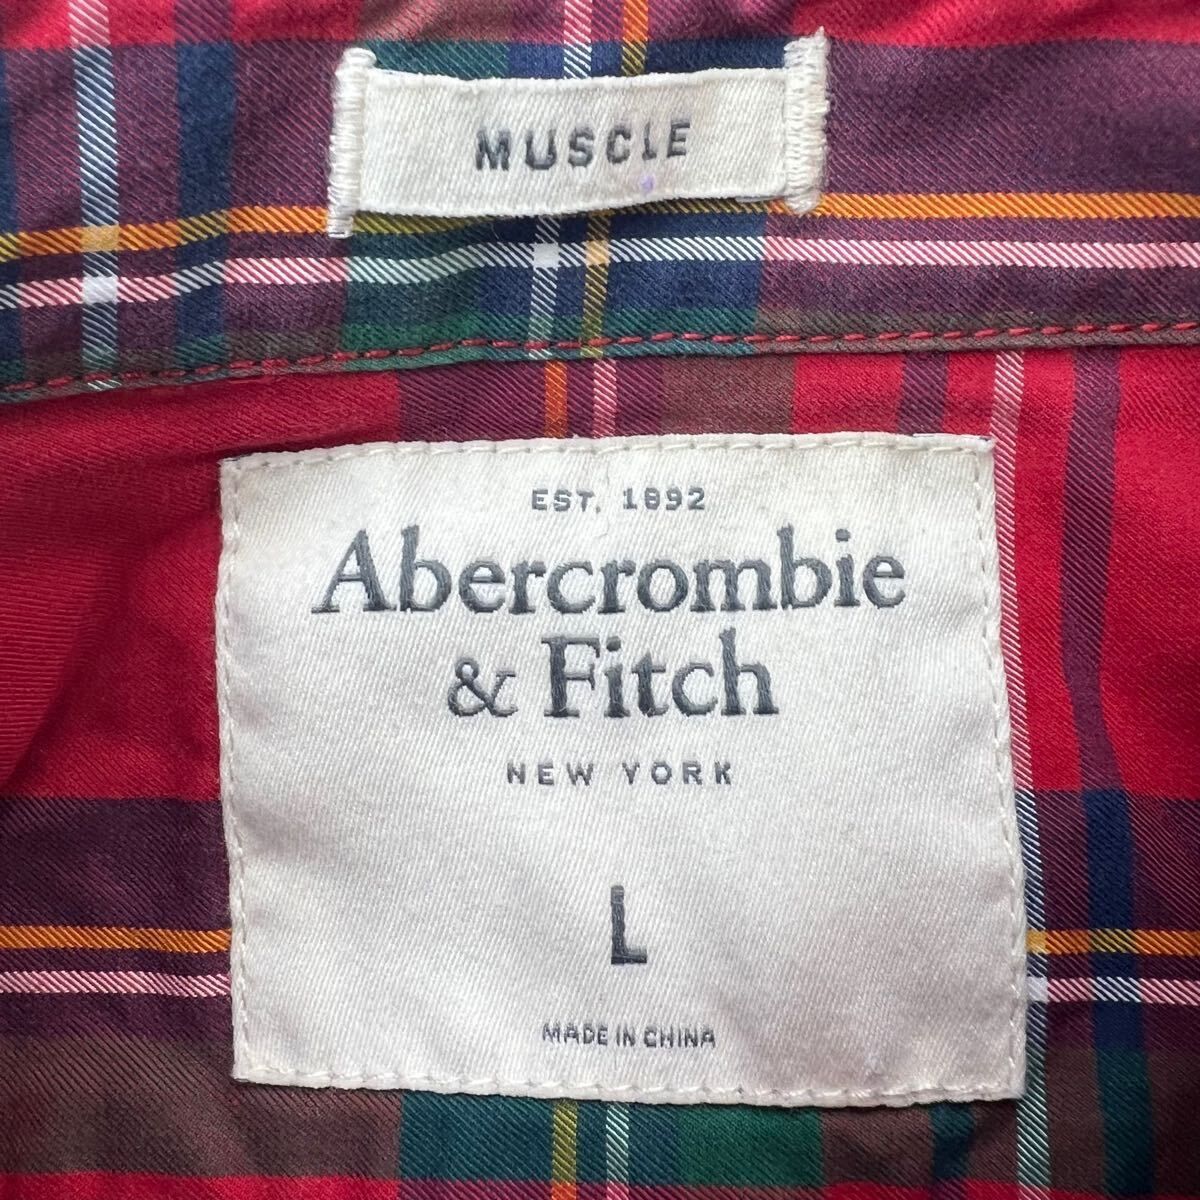 MUSCLE
EST. 1892
Abercrombie
& Fitch
NEW YORK
L
MADE IN CHINA